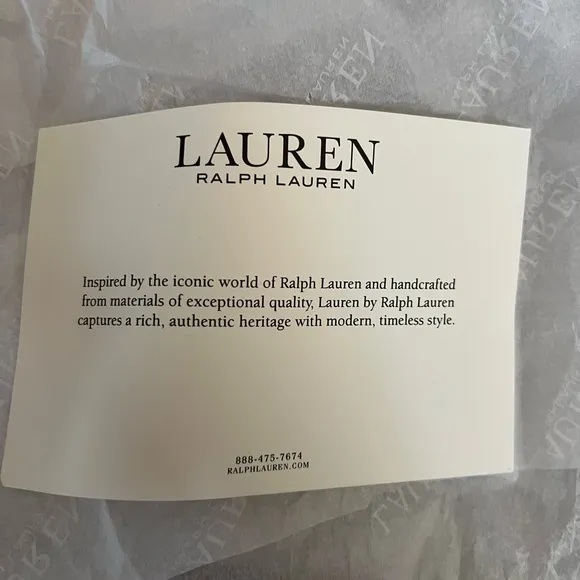 LAUREN
RALPH LAUREN
Inspired by the iconic world of Ralph Lauren and handcrafted
from materials of exceptional quality, Lauren by Ralph Lauren
captures a rich, authentic heritage with modern, timeless style.
888-475-7674
RALPHLAUREN.COM